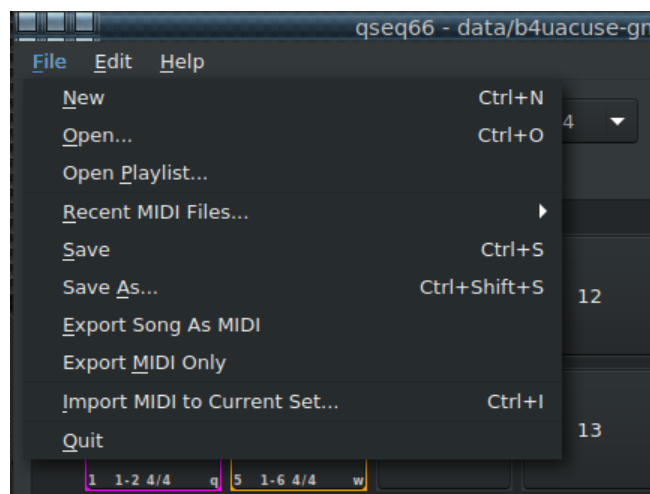 qseq66 - data/b4uacuse-gm
File Edit Help
New Ctrl+N
4
Open... Ctrl+O
Open Playlist...
Recent MIDI Files...
Save Ctrl+S
Save As... Ctrl+Shift+S
12
Export Song As MIDI
Export MIDI Only
Import MIDI to Current Set... Ctrl+I
13
Quit
1 1-2 4/4 q 5 1-6 4/4 w